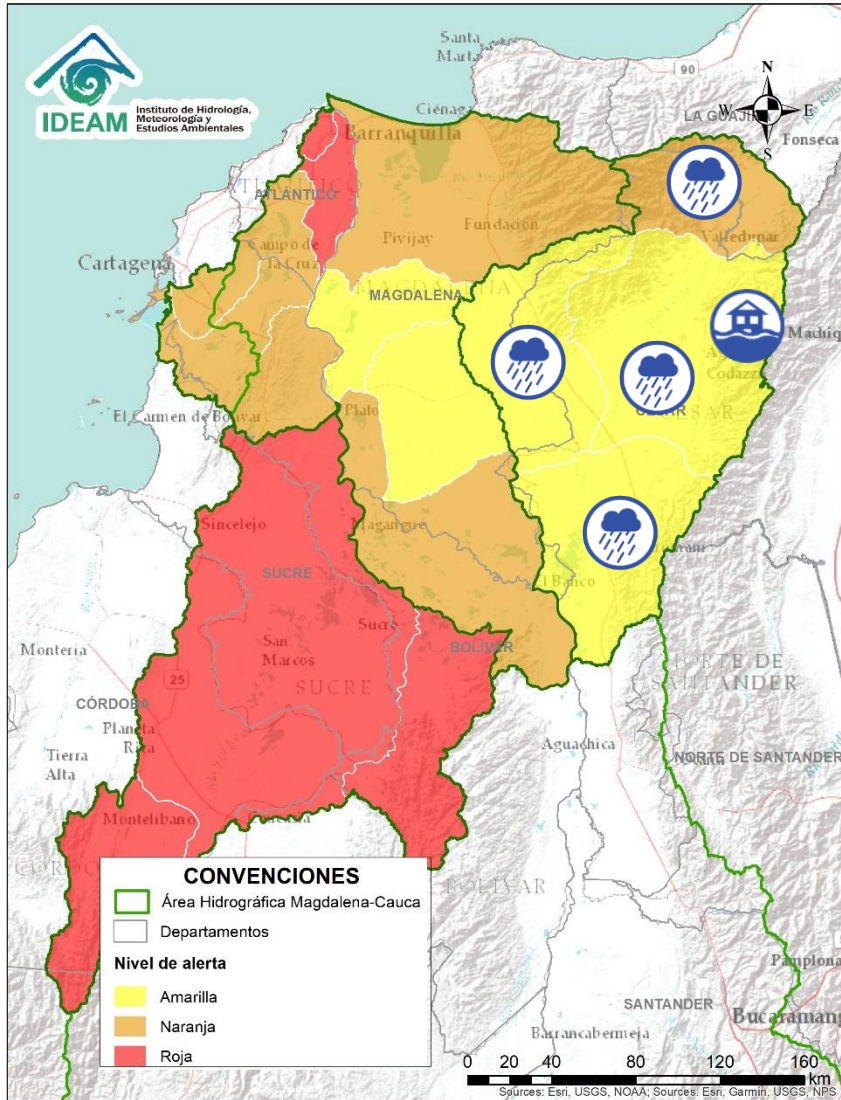 IDEAM
Instituto de Hidrología,
Meteorología y
Estudios Ambientales
Santa
Marta
90
N
W
E
S
Ciénaga
LA GUAJIRA
Fonseca
Barranquilla
ATLÁNTICO
Campo de
la Cruz
Pivijay
Fundación
Valledupar
Cartagena
MAGDALENA
Codazzi
El Carmen de Bolívar
Plato
Sincelejo
Magangue
SUCRE
El Banco
Sucre
San
Marcos
BOLÍVAR
SUCRE
Montería
25
CÓRDOBA
Planeta
Rica
Tierra
Alta
NORTE DE
SANTANDER
Aguachica
NORTE DE SANTANDER
Montelibano
BOLÍVAR
Pamplona
SANTANDER
Barrancabermeja
CONVENCIONES
Área Hidrográfica Magdalena-Cauca
Departamentos
Nivel de alerta
Amarilla
Naranja
Roja
0 20 40 80 120 160
km
Sources: Esri, USGS, NOAA; Sources: Esri, Garmin, USGS, NPS